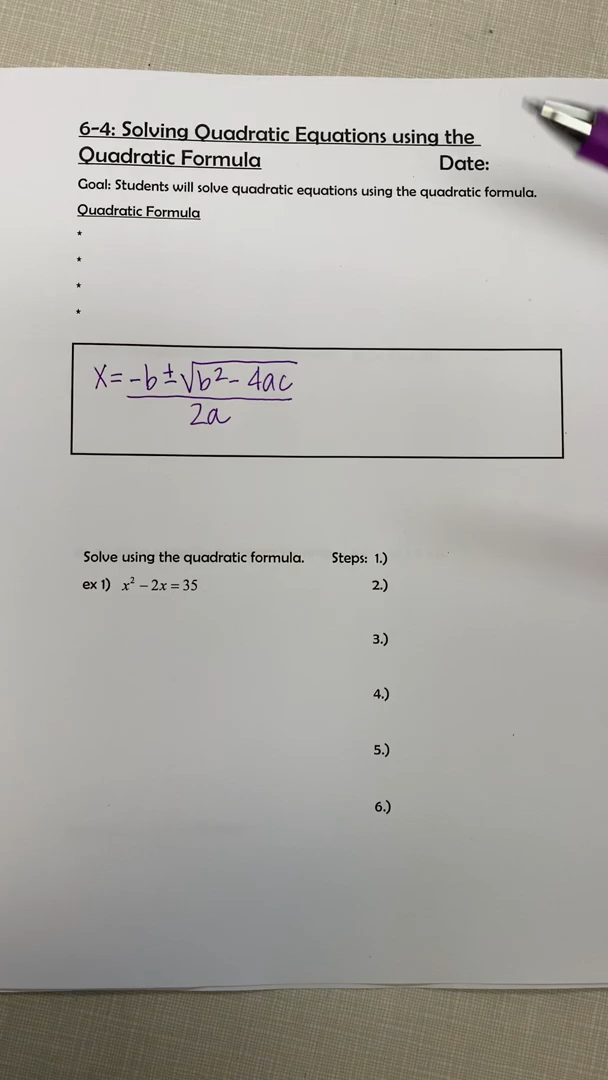 6-4: Solving Quadratic Equations using the
Quadratic Formula Date:
Goal: Students will solve quadratic equations using the quadratic formula.
Quadratic Formula
*
*
*
*
x = -b ± √b² - 4ac
2a
Solve using the quadratic formula. Steps: 1.)
ex 1) x² – 2x = 35 2.)
3.)
4.)
5.)
6.)